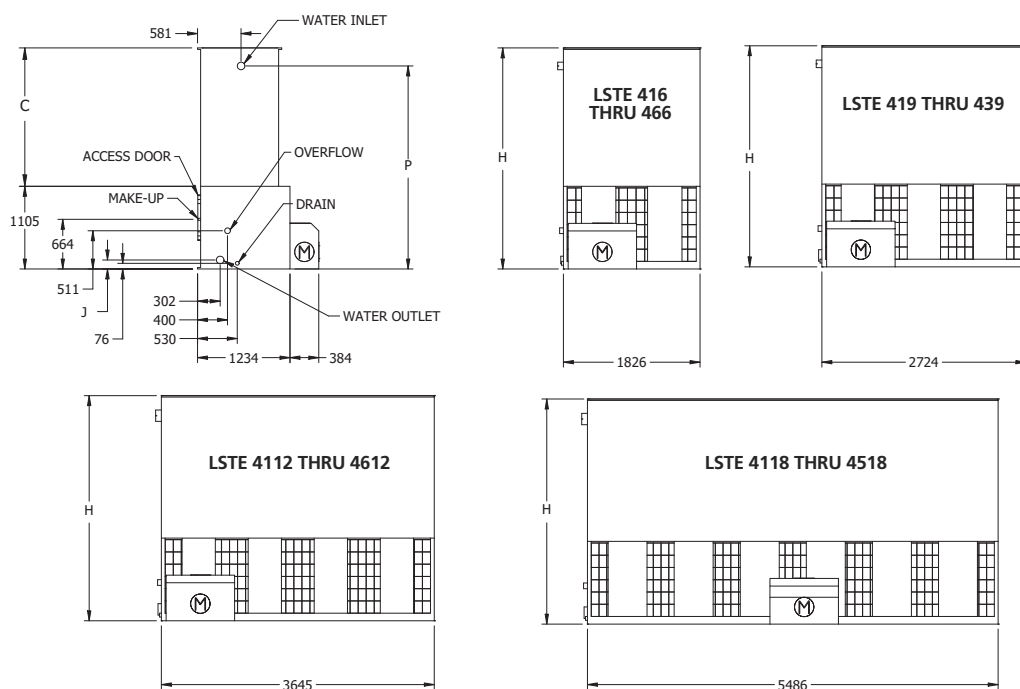 WATER INLET
581
C
P
ACCESS DOOR
OVERFLOW
MAKE-UP
DRAIN
1105
664
M
511
J
76
302
400
530
WATER OUTLET
1234
384
LSTE 416
THRU 466
H
M
1826
LSTE 419 THRU 439
H
M
2724
LSTE 4112 THRU 4612
H
M
3645
LSTE 4118 THRU 4518
H
M
5486